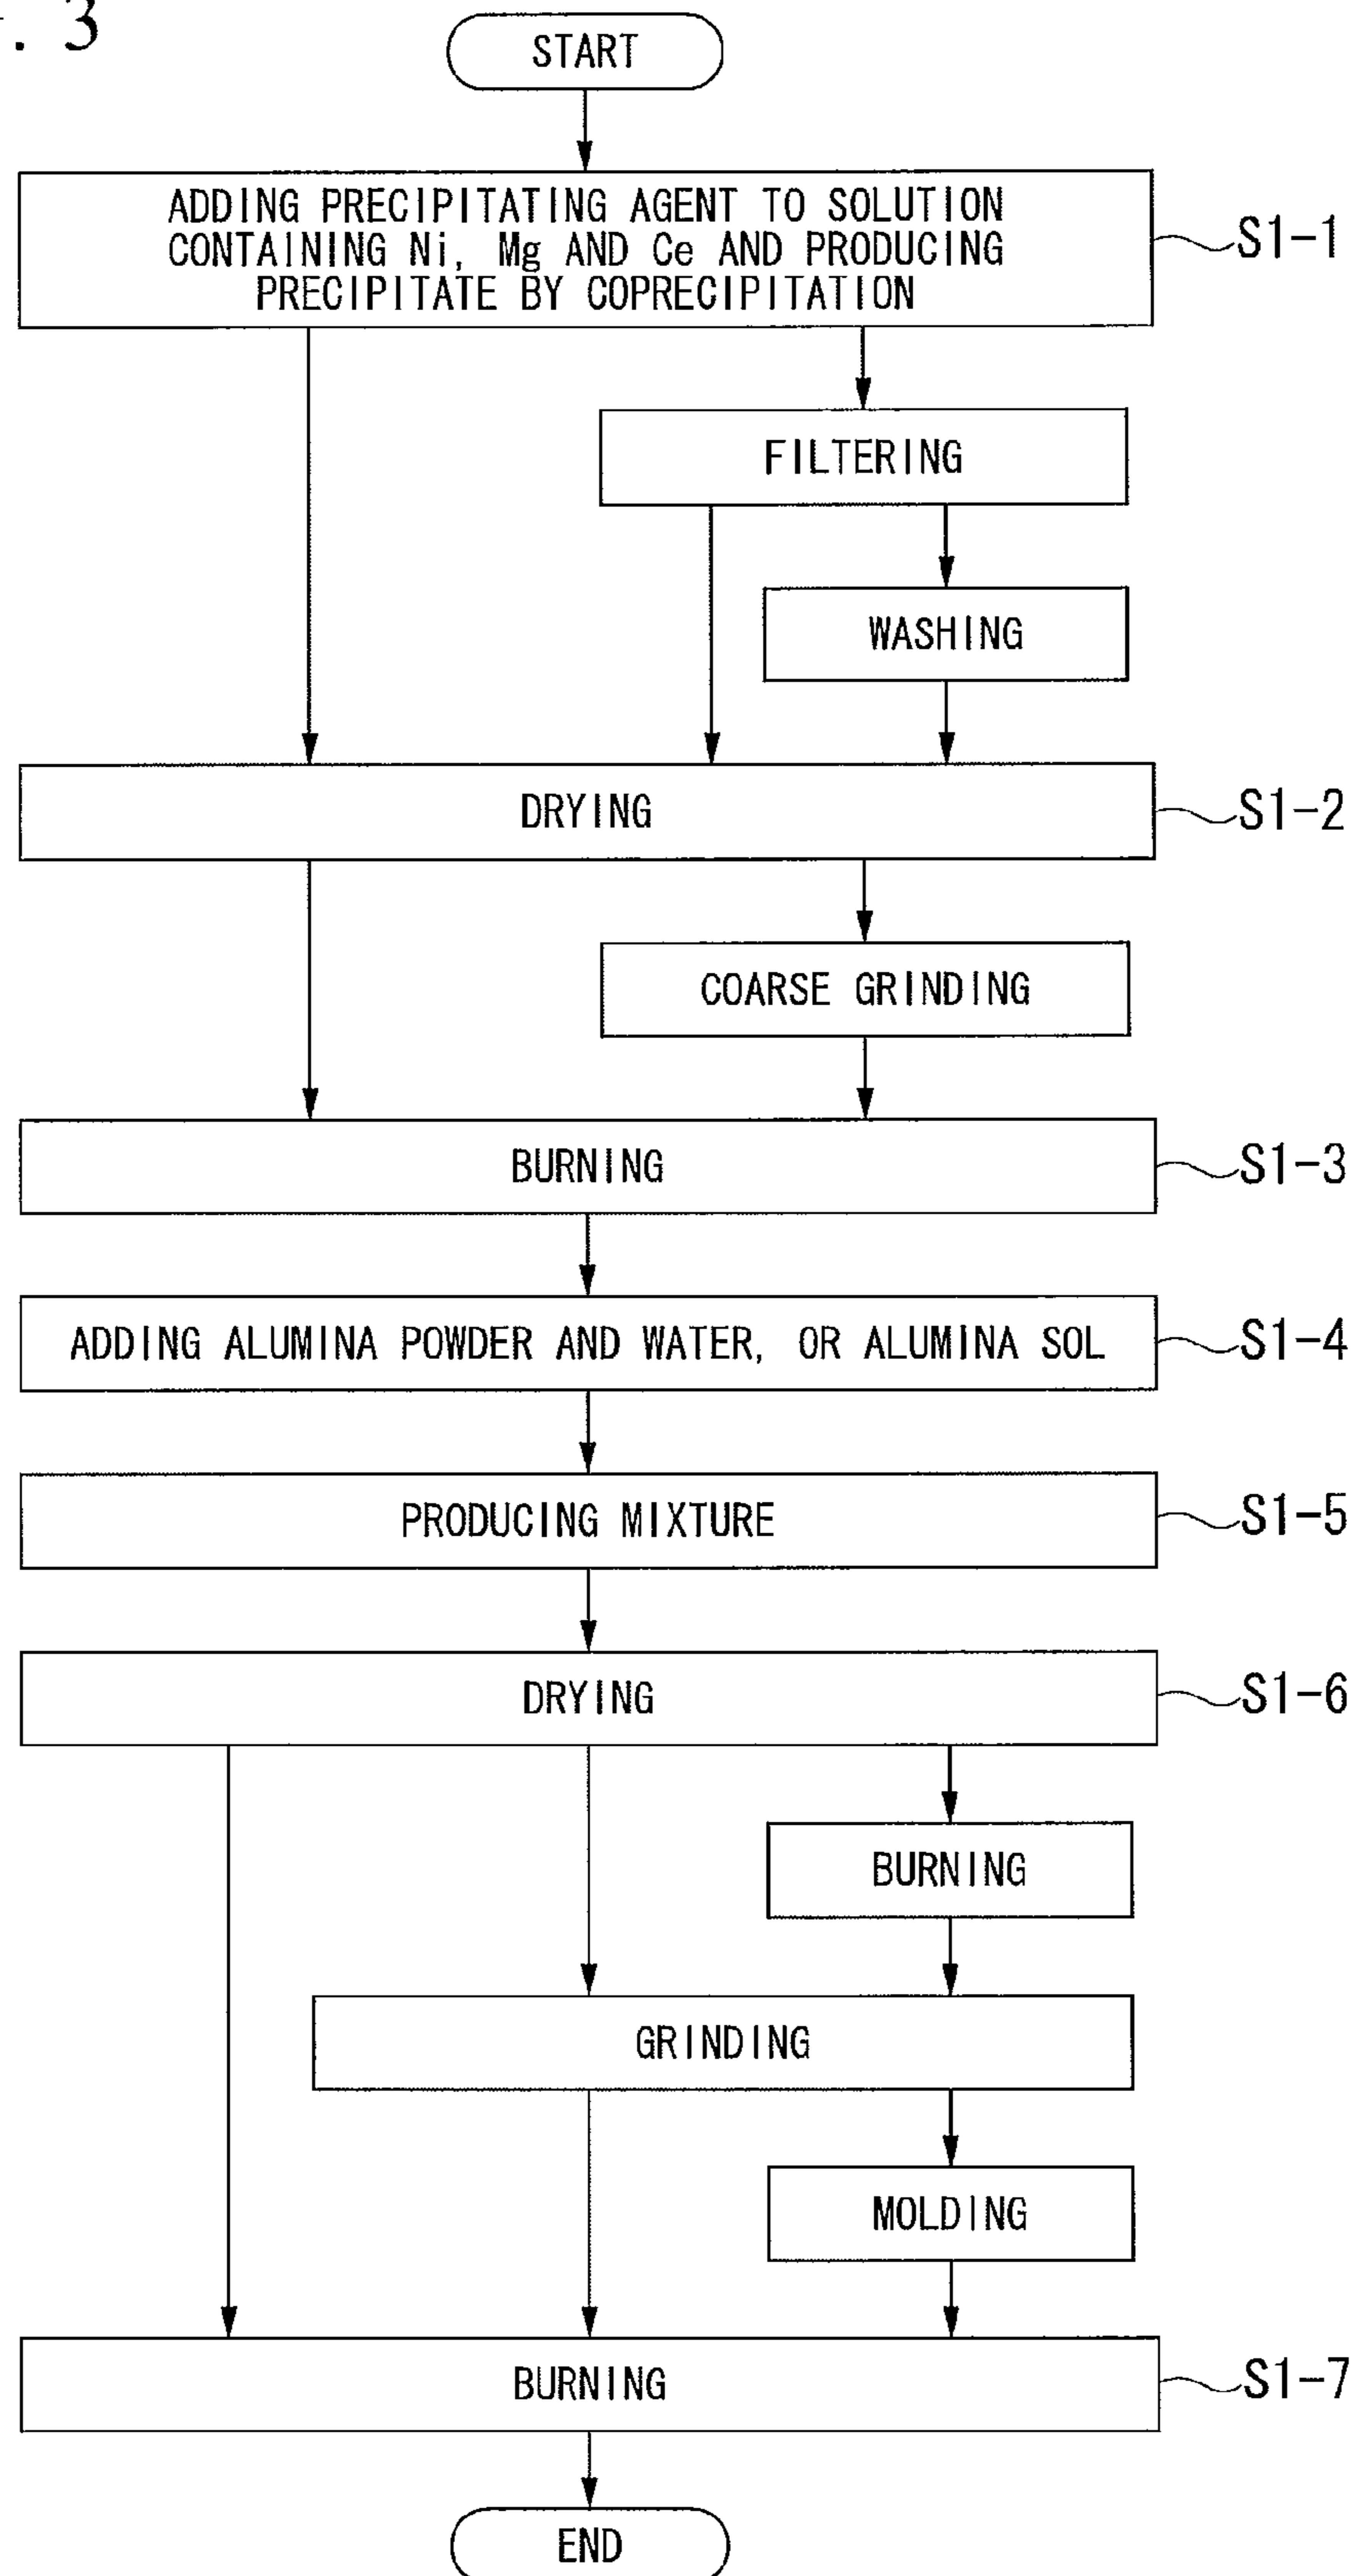 . 3
START
ADDING PRECIPITATING AGENT TO SOLUTION
CONTAINING Ni, Mg AND Ce AND PRODUCING
PRECIPITATE BY COPRECIPITATION
S1-1
FILTERING
WASHING
DRYING
S1-2
COARSE GRINDING
BURNING
S1-3
ADDING ALUMINA POWDER AND WATER, OR ALUMINA SOL
S1-4
PRODUCING MIXTURE
S1-5
DRYING
S1-6
BURNING
GRINDING
MOLDING
BURNING
S1-7
END